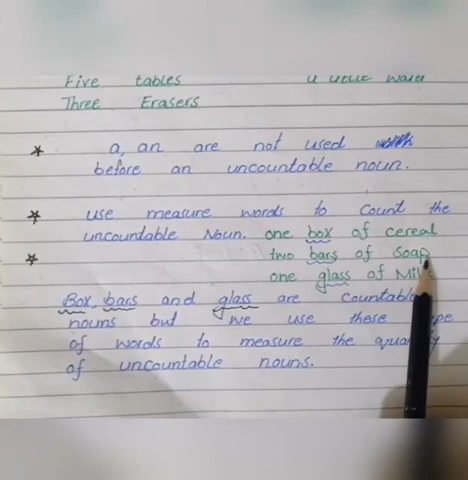 Five tables water
Three Erasers
a, an are not used
before an uncountable noun.
use measure words to count the
uncountable Noun. one box of cereal
two bars of Soap
one glass of
Box, bars and glass are
nouns but we use these
of words to measure the
of uncountable nouns.